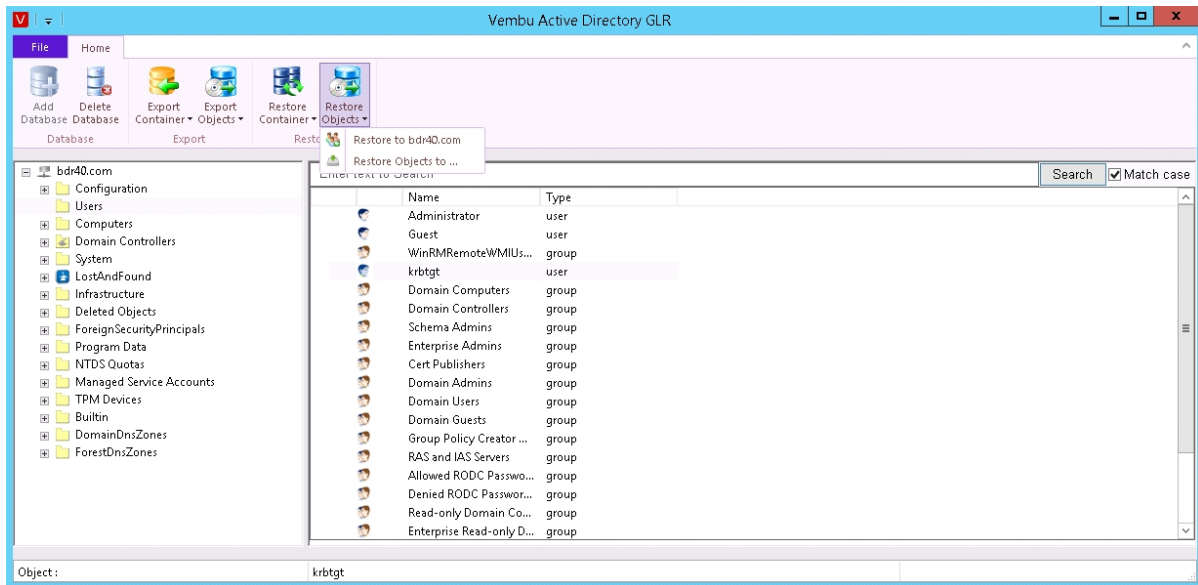 Vembu Active Directory GLR
File
Home
Add Database
Delete Database
Export Container
Export Objects
Restore Container
Restore Objects
Database
Export
Restore to bdr40.com
Restore Objects to ...
bdr40.com
Configuration
Users
Computers
Domain Controllers
System
LostAndFound
Infrastructure
Deleted Objects
ForeignSecurityPrincipals
Program Data
NTDS Quotas
Managed Service Accounts
TPM Devices
Builtin
DomainDnsZones
ForestDnsZones
Enter text to Search
Search
Match case
Name Type
Administrator user
Guest user
WinRMRemoteWMIUs... group
krbtgt user
Domain Computers group
Domain Controllers group
Schema Admins group
Enterprise Admins group
Cert Publishers group
Domain Admins group
Domain Users group
Domain Guests group
Group Policy Creator ... group
RAS and IAS Servers group
Allowed RODC Passwo... group
Denied RODC Passwor... group
Read-only Domain Co... group
Enterprise Read-only D... group
Object : krbtgt